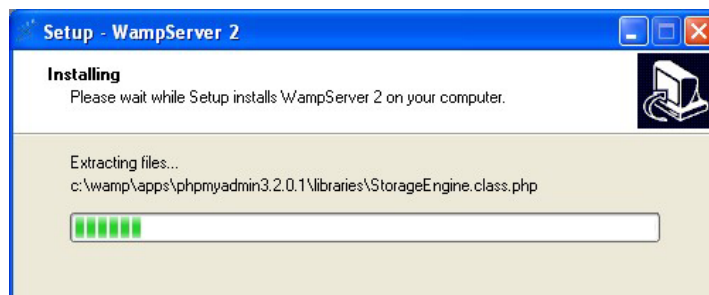 Setup - WampServer 2
Installing
Please wait while Setup installs WampServer 2 on your computer.
Extracting files...
c:\wamp\apps\phpmyadmin3.2.0.1\libraries\StorageEngine.class.php